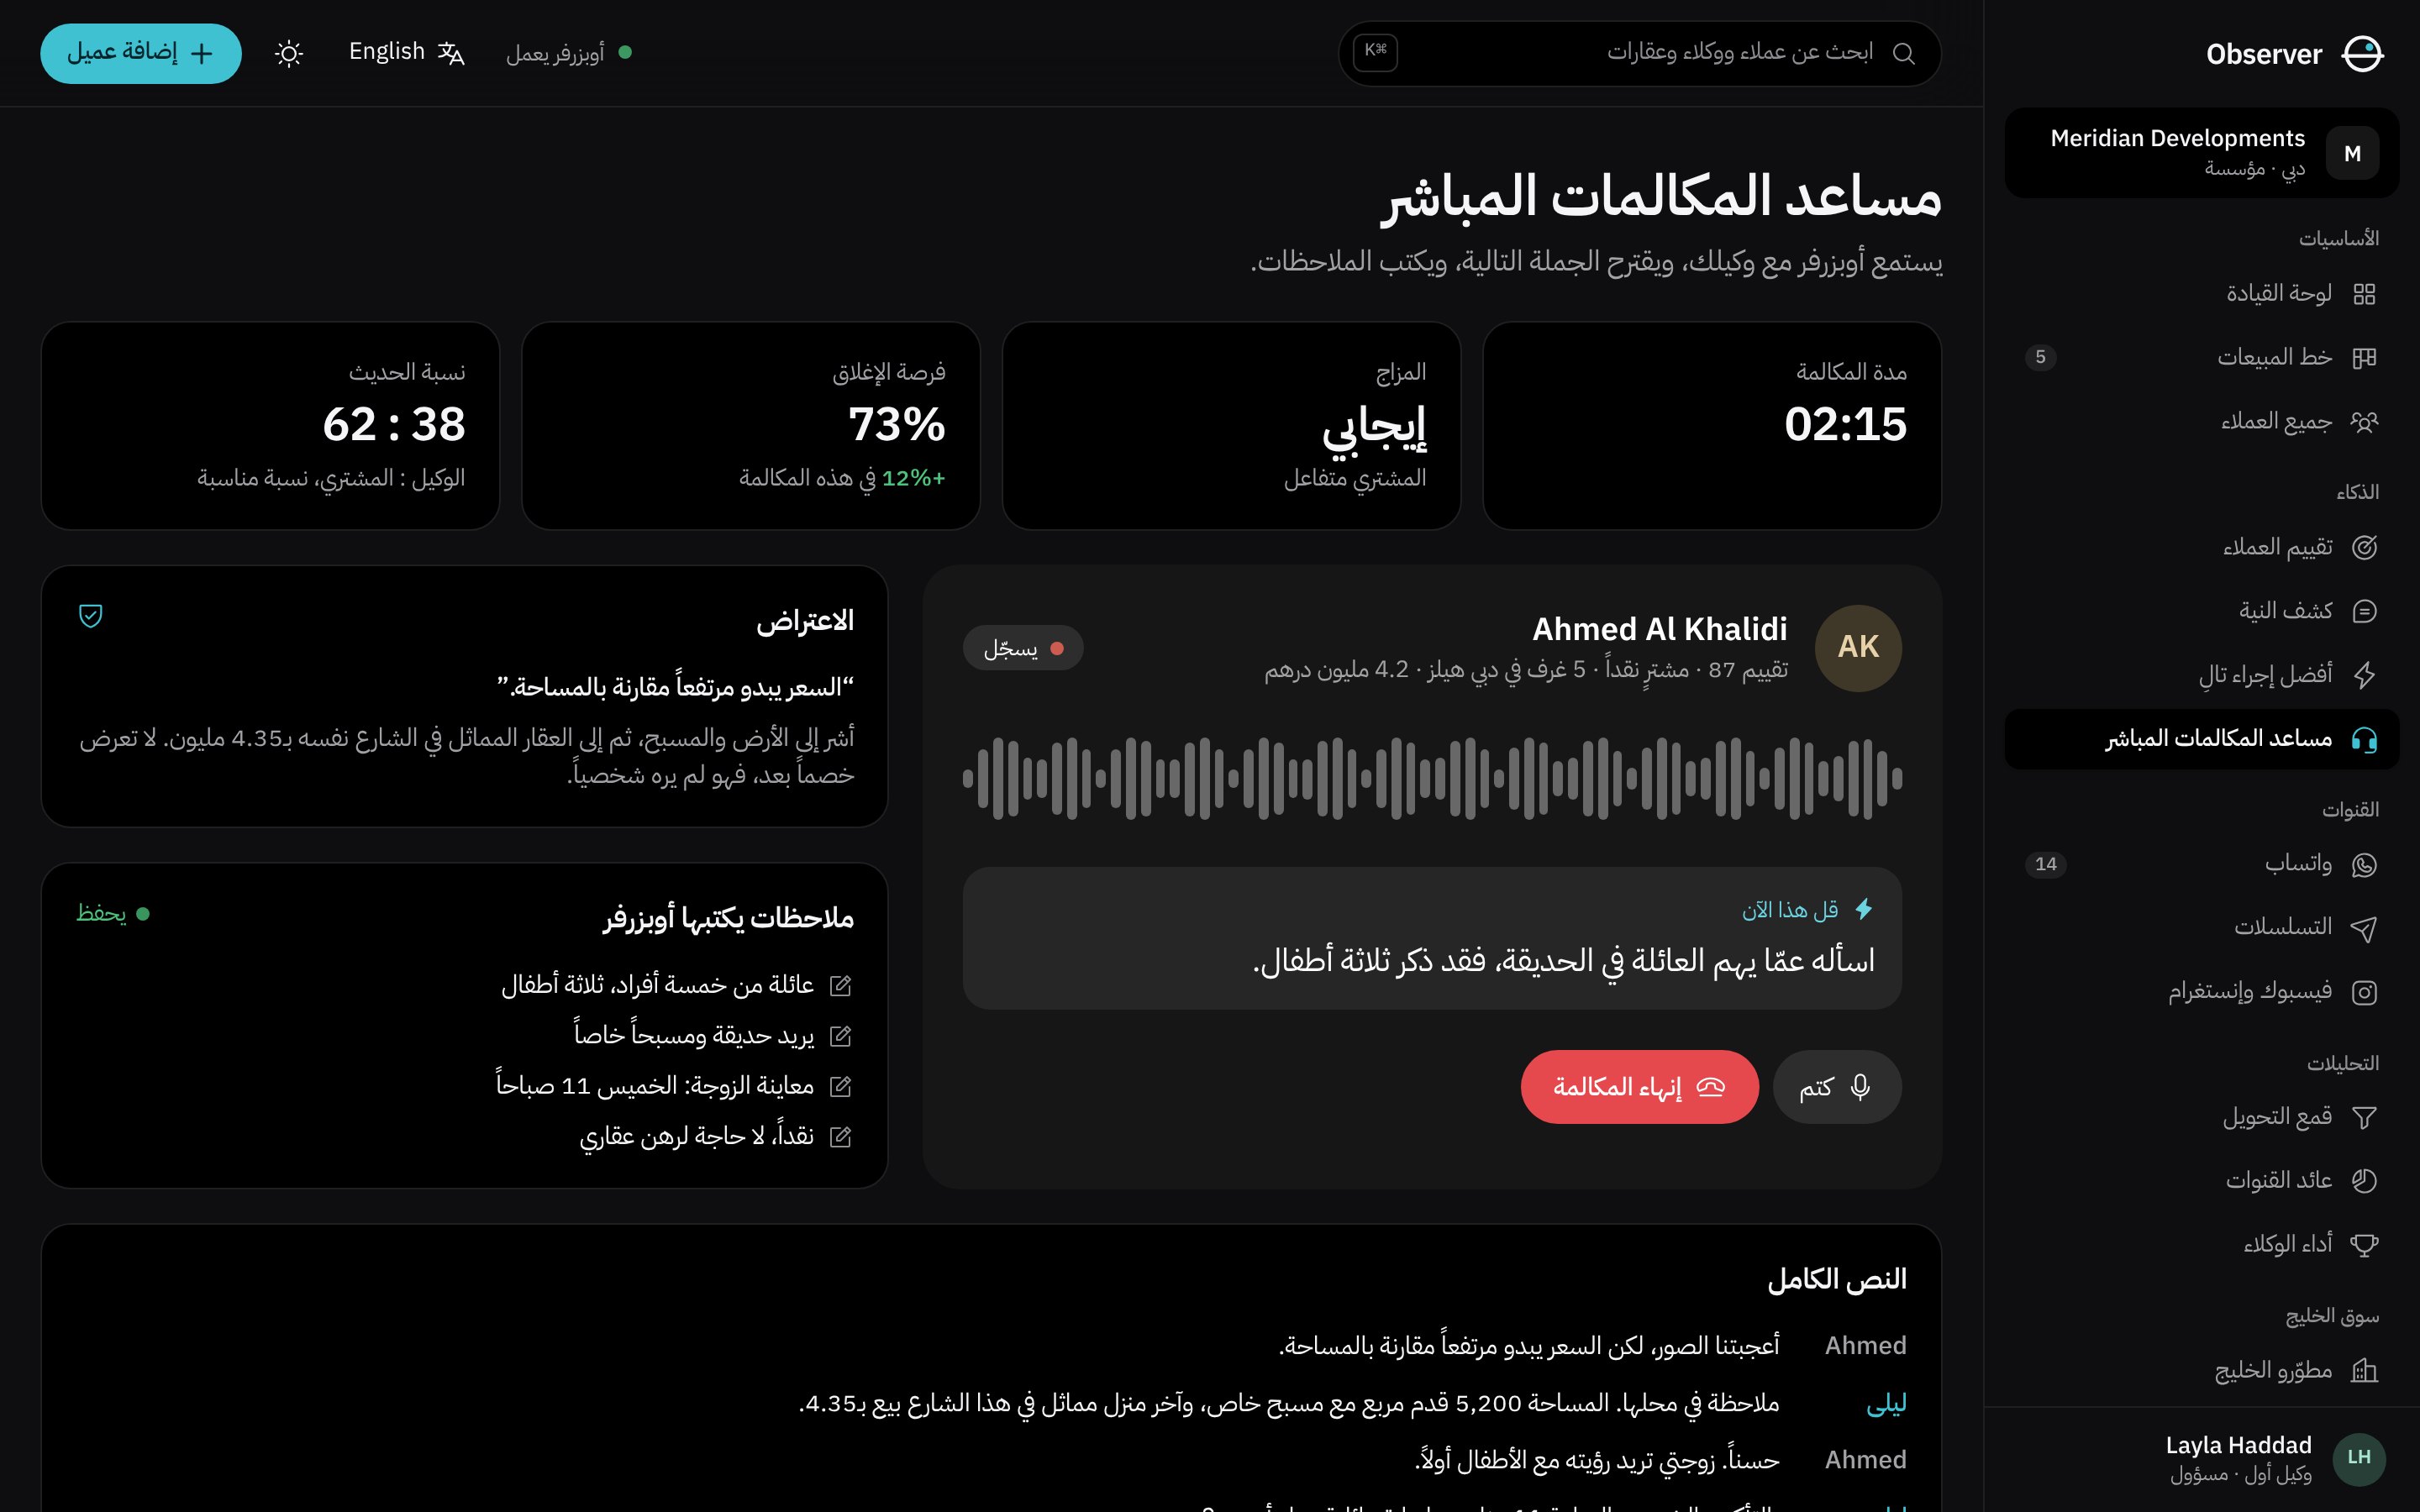 Observer
M
Meridian Developments
دبي · مؤسسة
الأساسيات
لوحة القيادة
خط المبيعات
5
جميع العملاء
الذكاء
تقييم العملاء
كشف النية
أفضل إجراء تالٍ
مساعد المكالمات المباشر
القنوات
واتساب
14
التسلسلات
فيسبوك وإنستغرام
التحليلات
قمع التحويل
عائد القنوات
أداء الوكلاء
سوق الخليج
مطوّرو الخليج
LH
Layla Haddad
وكيل أول · مسؤول
ابحث عن عملاء ووكلاء وعقارات
⌘K
أوبزرفر يعمل
English
إضافة عميل
مساعد المكالمات المباشر
يستمع أوبزرفر مع وكيلك، ويقترح الجملة التالية، ويكتب الملاحظات.
مدة المكالمة
02:15
المزاج
إيجابي
المشتري متفاعل
فرصة الإغلاق
73%
+12% في هذه المكالمة
نسبة الحديث
62 : 38
الوكيل : المشتري، نسبة مناسبة
AK
Ahmed Al Khalidi
تقييم 87 · مشترٍ نقداً · 5 غرف في دبي هيلز · 4.2 مليون درهم
يسجّل
قل هذا الآن
اسأله عمّا يهم العائلة في الحديقة، فقد ذكر ثلاثة أطفال.
كتم
إنهاء المكالمة
الاعتراض
“السعر يبدو مرتفعاً مقارنة بالمساحة.”
أشر إلى الأرض والمسبح، ثم إلى العقار المماثل في الشارع نفسه بـ4.35 مليون. لا تعرض
خصماً بعد، فهو لم يره شخصياً.
ملاحظات يكتبها أوبزرفر
يحفظ
عائلة من خمسة أفراد، ثلاثة أطفال
يريد حديقة ومسبحاً خاصاً
معاينة الزوجة: الخميس 11 صباحاً
نقداً، لا حاجة لرهن عقاري
النص الكامل
Ahmed
أعجبتنا الصور، لكن السعر يبدو مرتفعاً مقارنة بالمساحة.
ليلى
ملاحظة في محلها. المساحة 5,200 قدم مربع مع مسبح خاص، وآخر منزل مماثل في هذا الشارع بيع بـ4.35.
Ahmed
حسناً. زوجتي تريد رؤيته مع الأطفال أولاً.